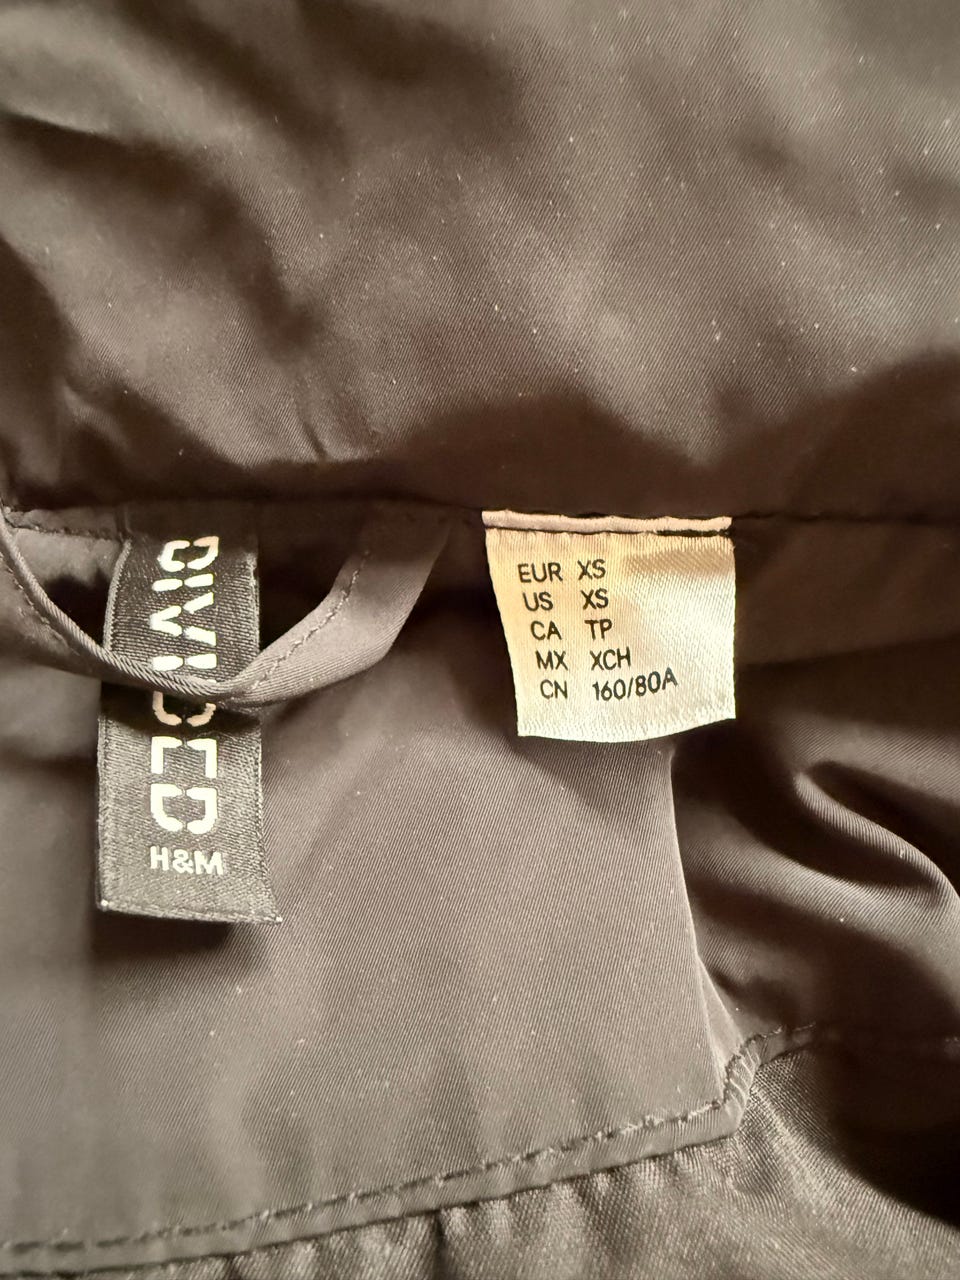 DIVIDED
H&M
EUR XS
US XS
CA TP
MX XCH
CN 160/80A